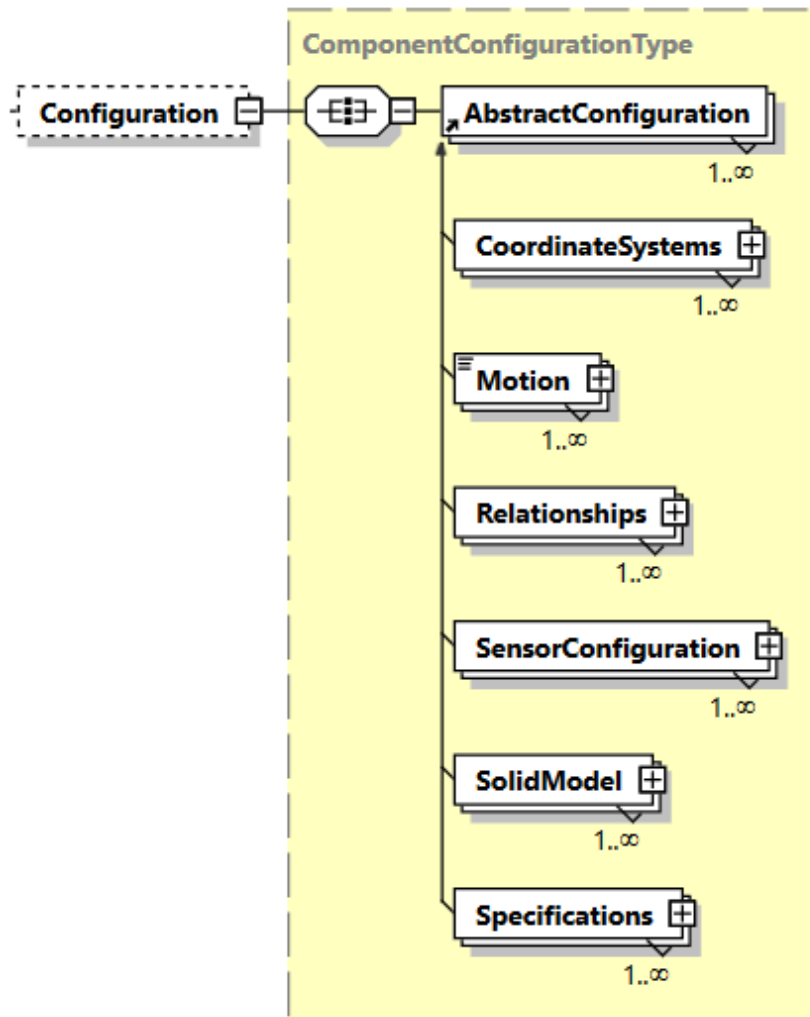 ComponentConfigurationType
Configuration
AbstractConfiguration
1..∞
CoordinateSystems
1..∞
Motion
1..∞
Relationships
1..∞
SensorConfiguration
1..∞
SolidModel
1..∞
Specifications
1..∞